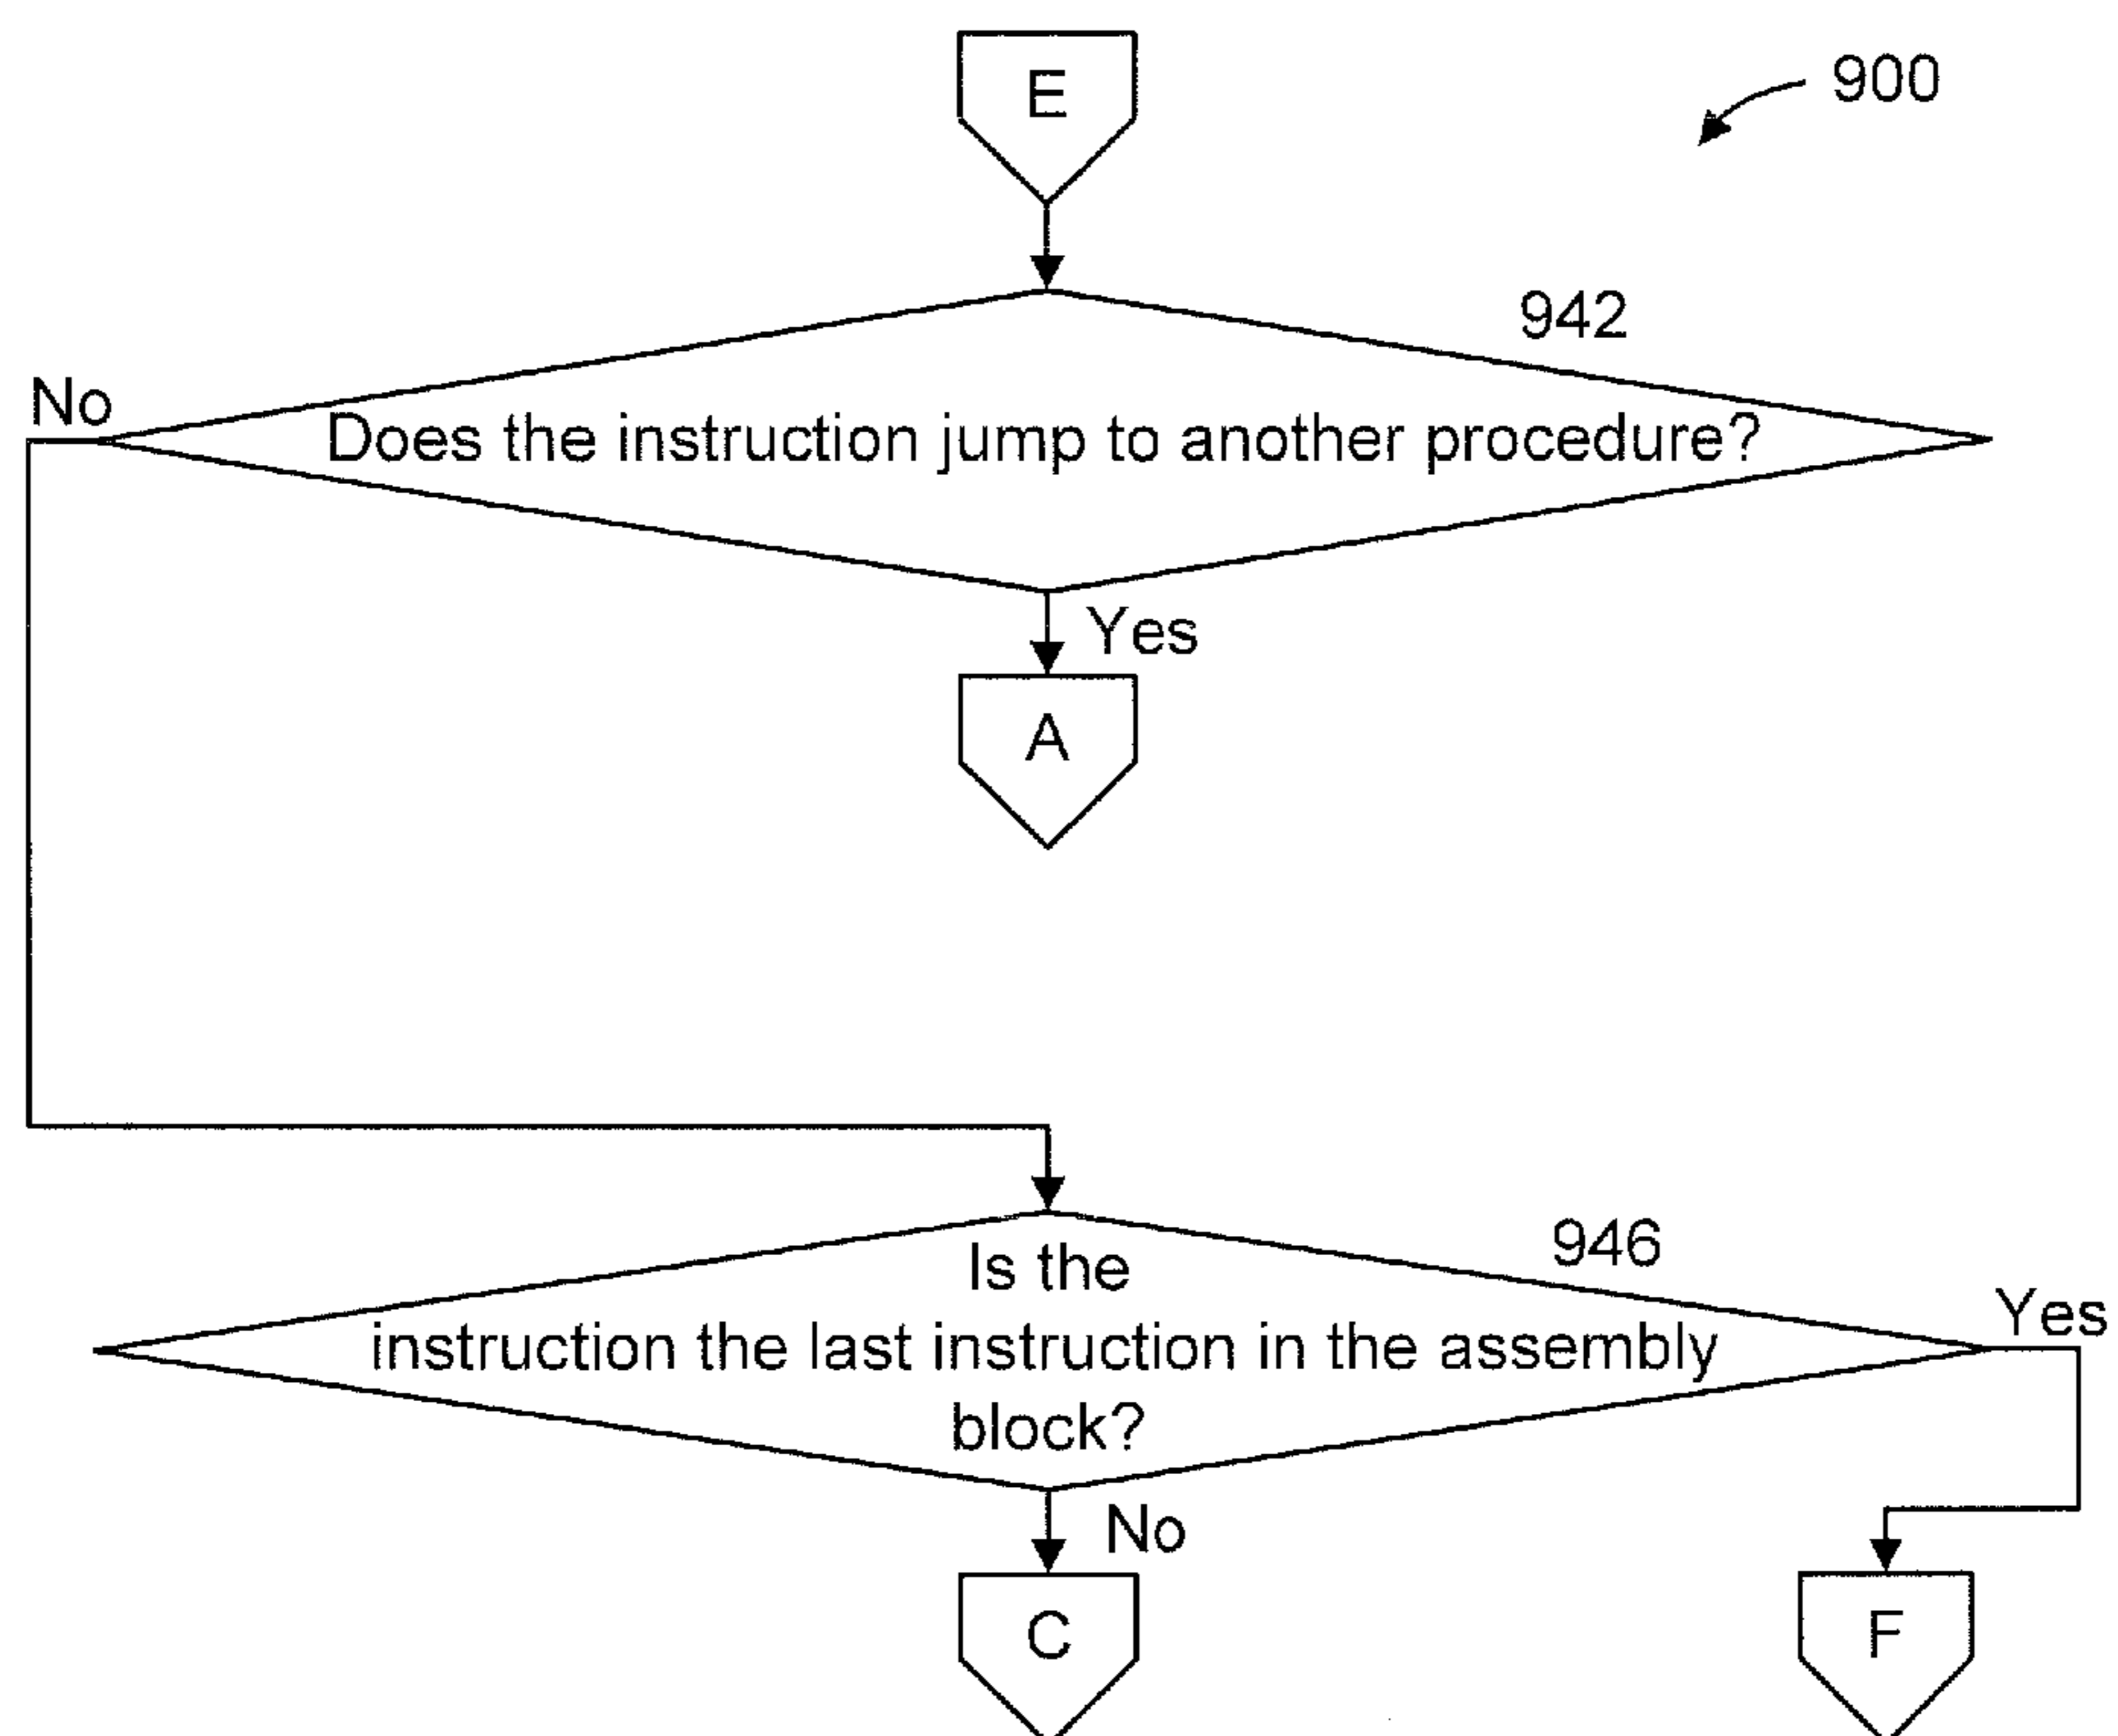 E
900
942
No
Does the instruction jump to another procedure?
Yes
A
946
Is the
Yes
instruction the last instruction in the assembly
block?
No
C
F